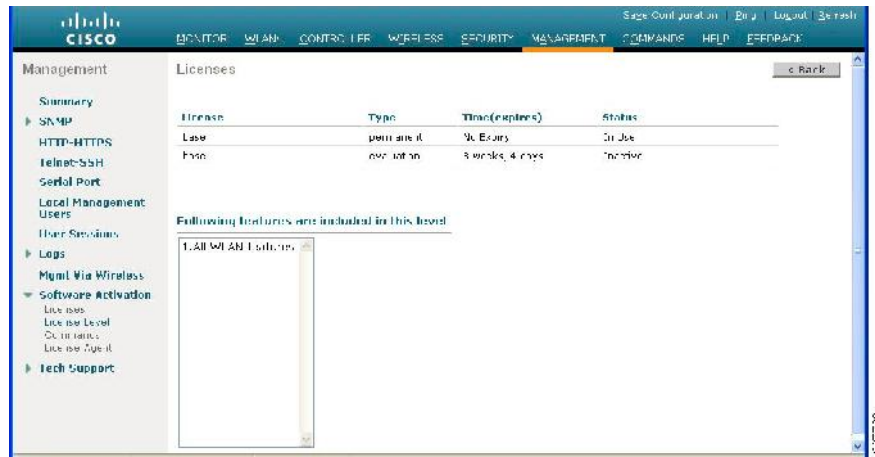 Save Configuration Ping Logout Refresh
CISCO
MONITOR WLANs CONTROLLER WIRELESS SECURITY MANAGEMENT COMMANDS HELP FEEDBACK
Management
Licenses
< Back
Summary
SNMP
HTTP-HTTPS
Telnet-SSH
Serial Port
Local Management
Users
User Sessions
Logs
Mgmt Via Wireless
Software Activation
Licenses
License Level
Commands
License Agent
Tech Support
License Type Time(expires) Status
base permanent No Expiry In Use
base evaluation 8 weeks, 4 days Inactive
Following features are included in this level
1.All WLAN Features